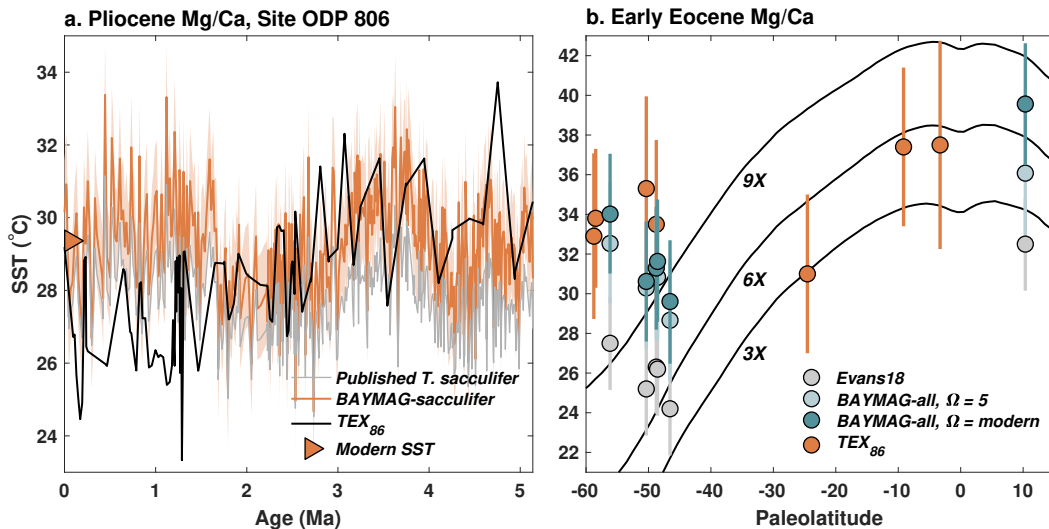 a. Pliocene Mg/Ca, Site ODP 806
34
32
30
28
26
24
SST (°C)
0
1
2
3
4
5
Age (Ma)
Published T. sacculifer
BAYMAG-sacculifer
TEX86
Modern SST
b. Early Eocene Mg/Ca
42
40
38
36
34
32
30
28
26
24
22
-60
-50
-40
-30
-20
-10
0
10
Paleolatitude
9X
6X
3X
Evans18
BAYMAG-all, Ω = 5
BAYMAG-all, Ω = modern
TEX86